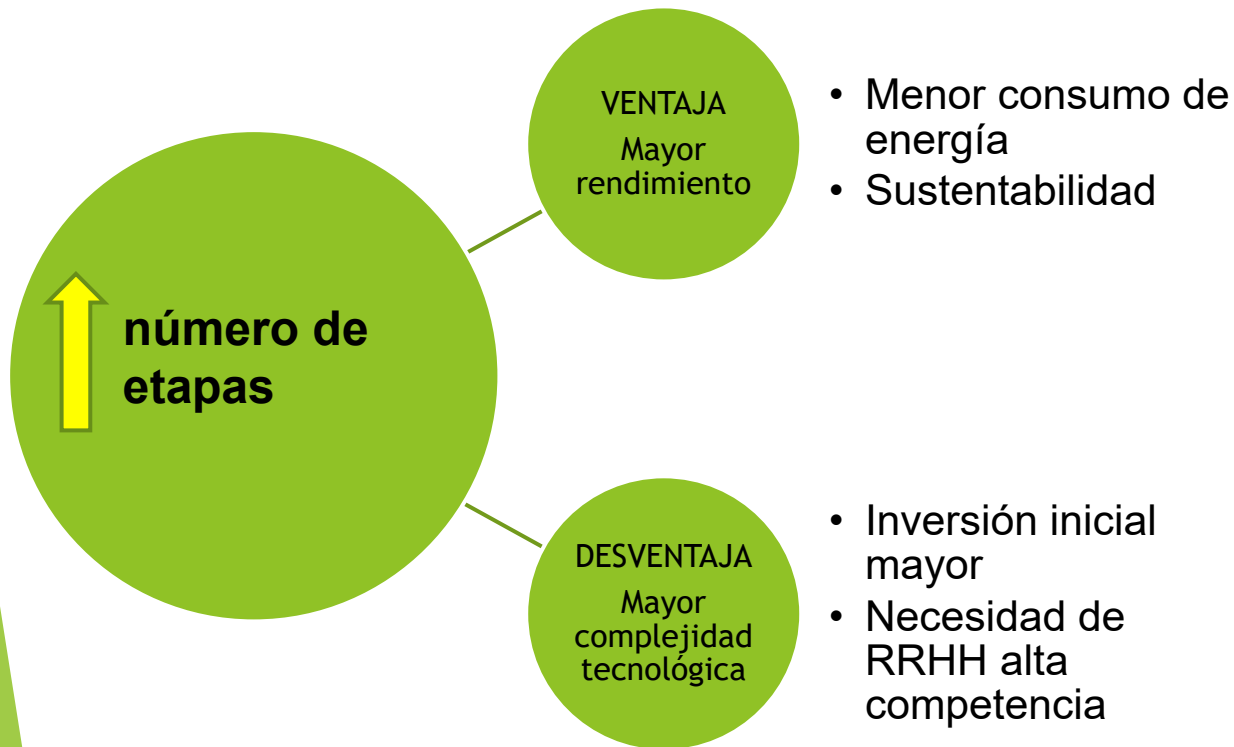 número de
etapas
VENTAJA
Mayor
rendimiento
• Menor consumo de
energía
• Sustentabilidad
DESVENTAJA
Mayor
complejidad
tecnológica
• Inversión inicial
mayor
• Necesidad de
RRHH alta
competencia